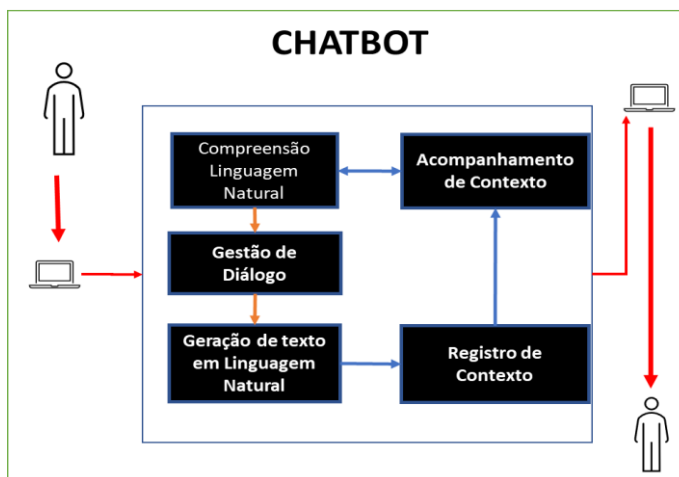 CHATBOT
Compreensão
Linguagem
Natural
Acompanhamento
de Contexto
Gestão de
Diálogo
Geração de texto
em Linguagem
Natural
Registro de
Contexto